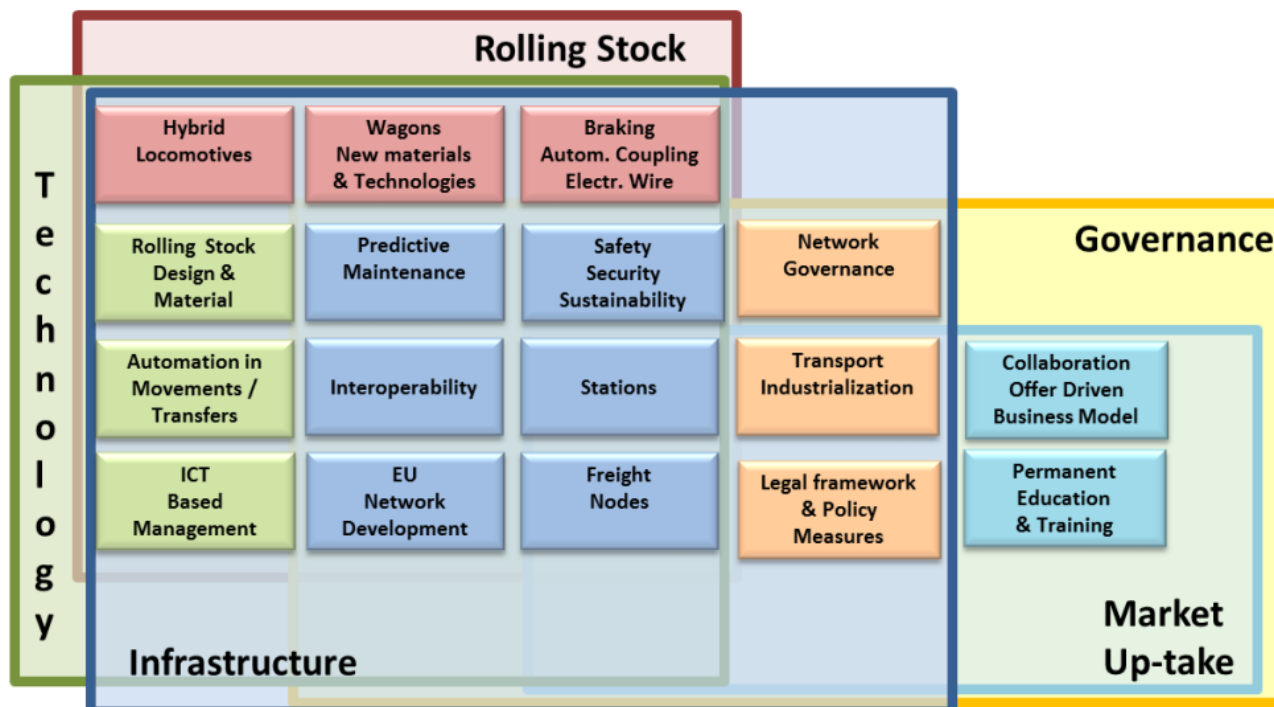 Rolling Stock
Technology
Hybrid
Locomotives
Wagons
New materials
& Technologies
Braking
Autom. Coupling
Electr. Wire
Governance
Rolling Stock
Design &
Material
Predictive
Maintenance
Safety
Security
Sustainability
Network
Governance
Automation in
Movements /
Transfers
Interoperability
Stations
Transport
Industrialization
Collaboration
Offer Driven
Business Model
ICT
Based
Management
EU
Network
Development
Freight
Nodes
Legal framework
& Policy
Measures
Permanent
Education
& Training
Infrastructure
Market
Up-take